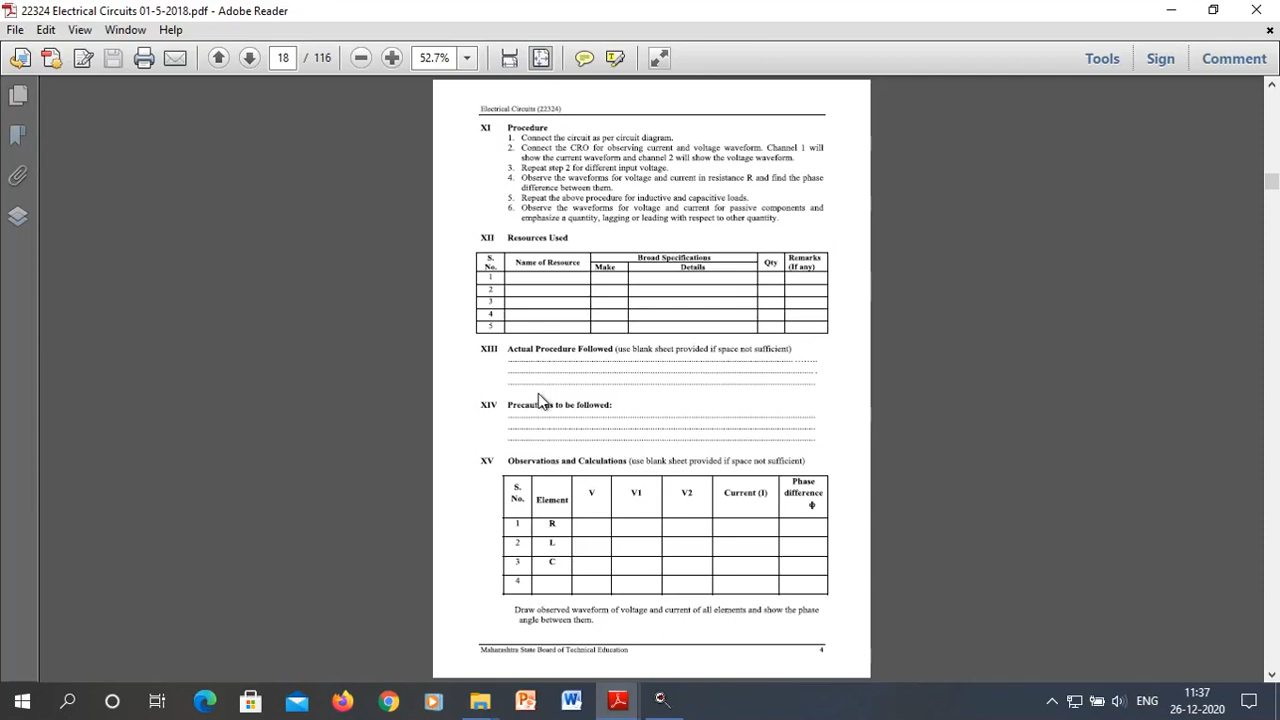 22324 Electrical Circuits 01-5-2018.pdf - Adobe Reader
File Edit View Window Help
18 / 116 52.7% Tools Sign Comment
Electrical Circuits (22324)
XI Procedure
1. Connect the circuit as per circuit diagram.
2. Connect the CRO for observing current and voltage waveform. Channel 1 will
show the current waveform and channel 2 will show the voltage waveform.
3. Repeat step 2 for different input voltage.
4. Observe the waveforms for voltage and current in resistance R and find the phase
difference between them.
5. Repeat the above procedure for inductive and capacitive loads.
6. Observe the waveforms for voltage and current for passive components and
emphasize a quantity, lagging or leading with respect to other quantity.
XII Resources Used
S. No. Name of Resource Broad Specifications Qty Remarks (If any)
Make Details
1
2
3
4
5
XIII Actual Procedure Followed (use blank sheet provided if space not sufficient)
XIV Precautions to be followed:
XV Observations and Calculations (use blank sheet provided if space not sufficient)
S. No. Element V V1 V2 Current (I) Phase difference ϕ
1 R
2 L
3 C
4
Draw observed waveform of voltage and current of all elements and show the phase
angle between them.
Maharashtra State Board of Technical Education 4
ENG 11:37
26-12-2020